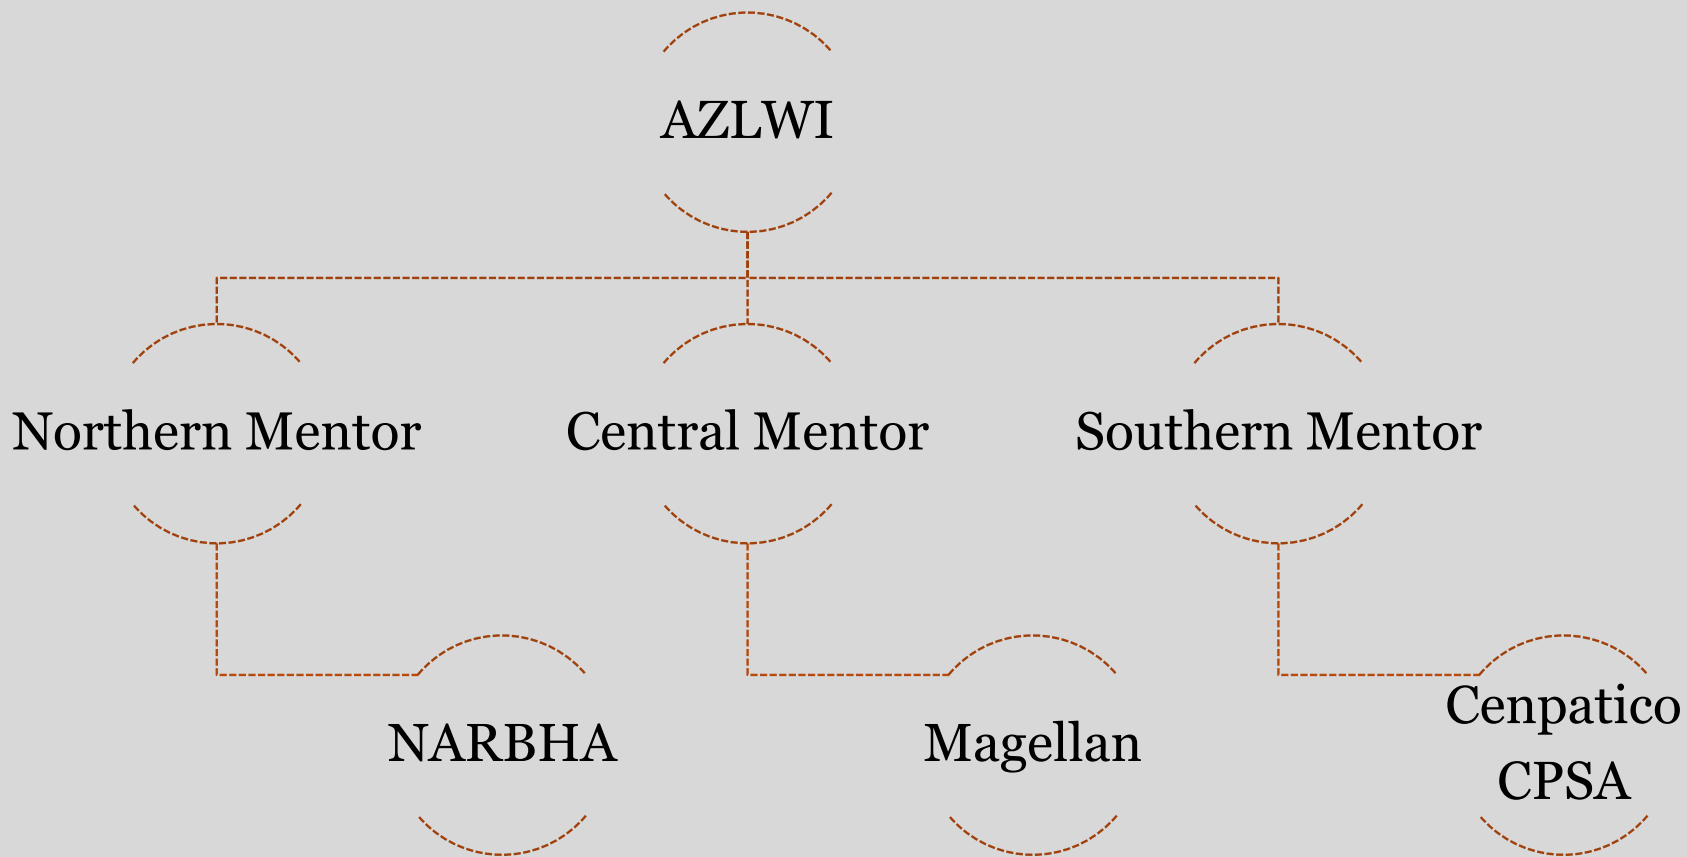 AZLWI
Northern Mentor
Central Mentor
Southern Mentor
NARBHA
Magellan
Cenpatico
CPSA